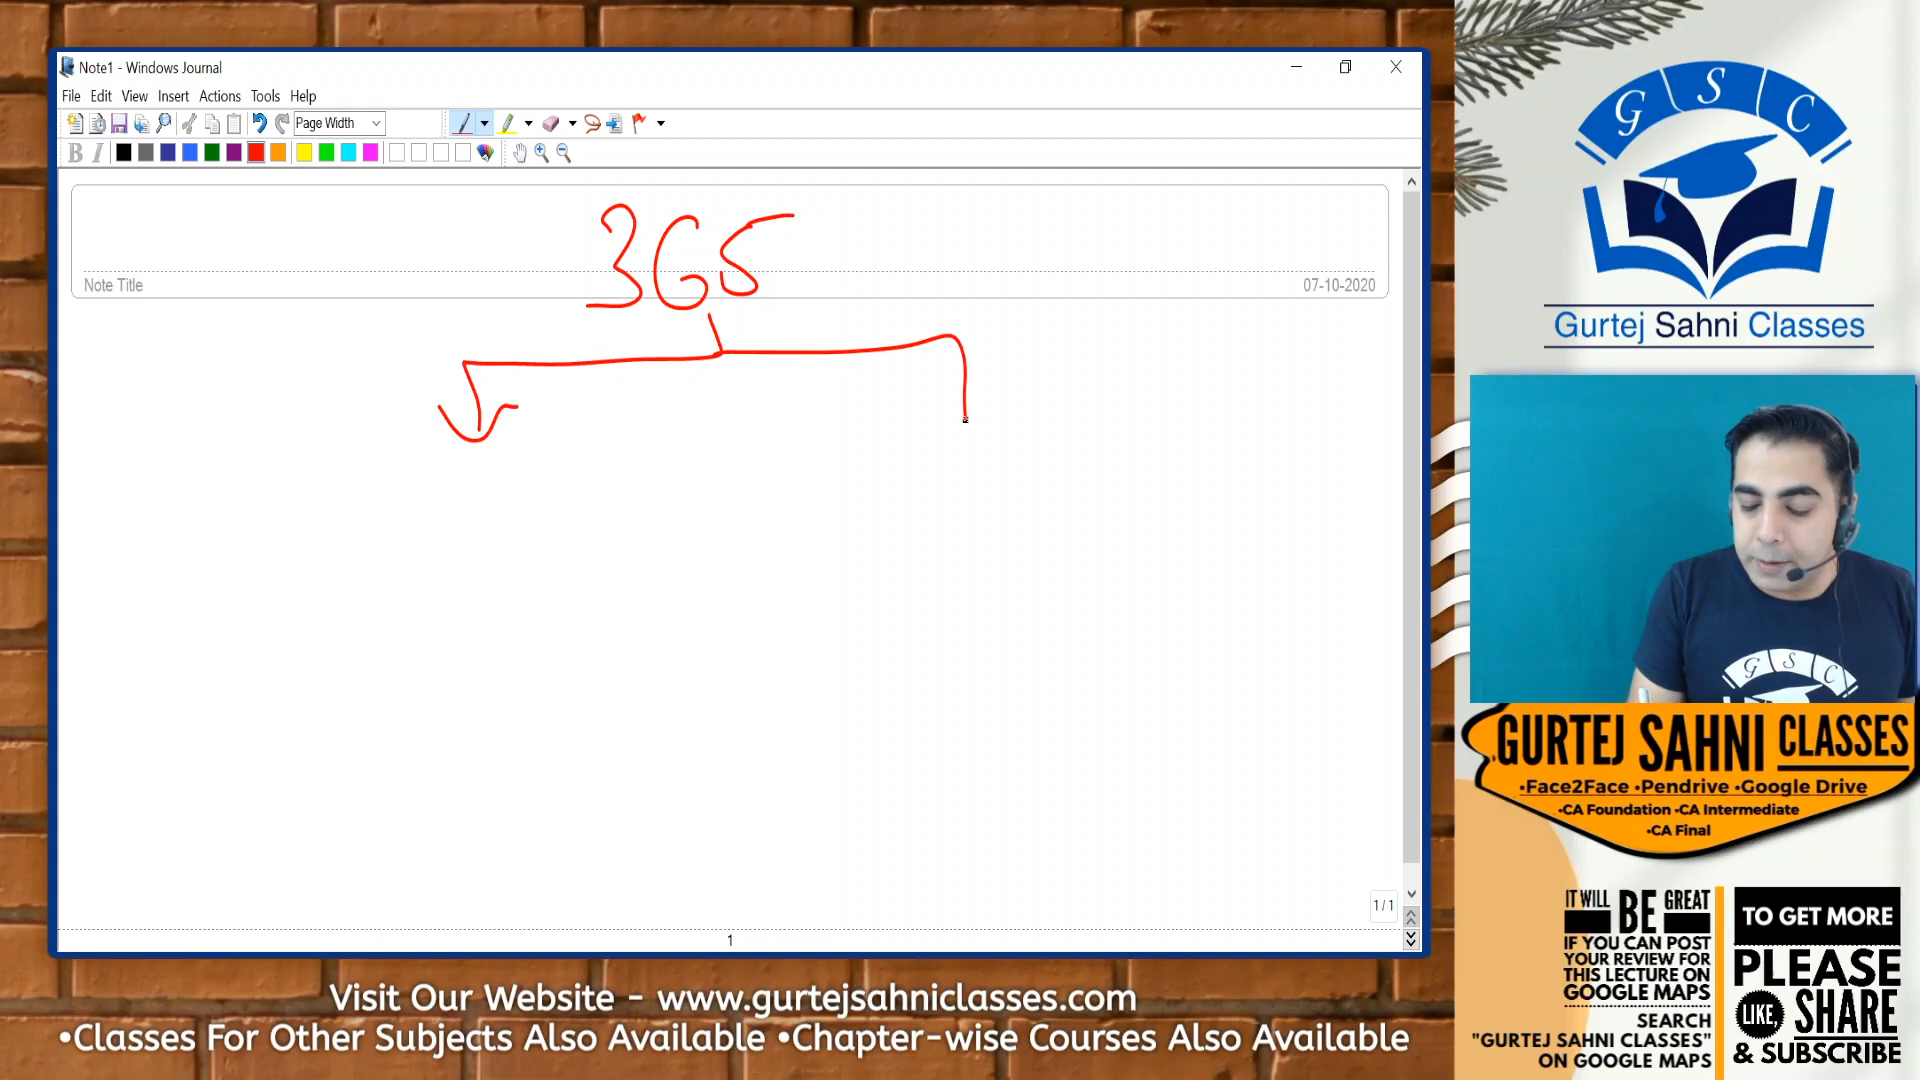 Note1 - Windows Journal
File Edit View Insert Actions Tools Help
Page Width
B I
365
Note Title
07-10-2020
1 / 1
1
G S C
Gurtej Sahni Classes
G S C
GURTEJ SAHNI CLASSES
•Face2Face •Pendrive •Google Drive
•CA Foundation •CA Intermediate
•CA Final
IT WILL BE GREAT
IF YOU CAN POST
YOUR REVIEW FOR
THIS LECTURE ON
GOOGLE MAPS
SEARCH
"GURTEJ SAHNI CLASSES"
ON GOOGLE MAPS
TO GET MORE
PLEASE
LIKE, SHARE
& SUBSCRIBE
Visit Our Website - www.gurtejsahniclasses.com
•Classes For Other Subjects Also Available •Chapter-wise Courses Also Available